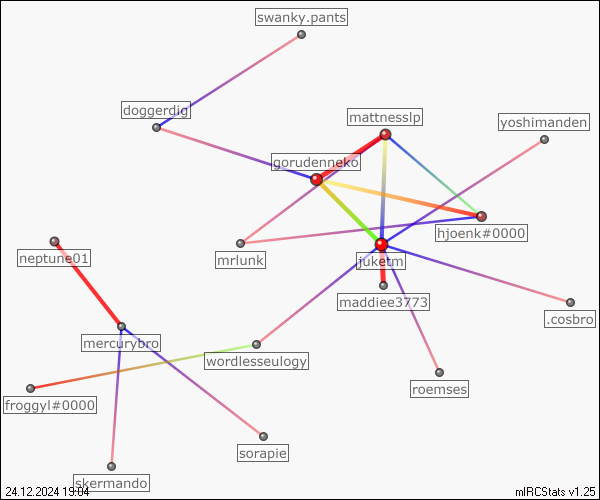 swanky.pants
doggerdig
mattnesslp
yoshimanden
gorudenneko
hjoenk#0000
neptune01
mrlunk
juketm
maddiee3773
.cosbro
mercurybro
wordlesseulogy
froggyl#0000
roemses
sorapie
skermando
24.12.2024 19:04
mIRCStats v1.25